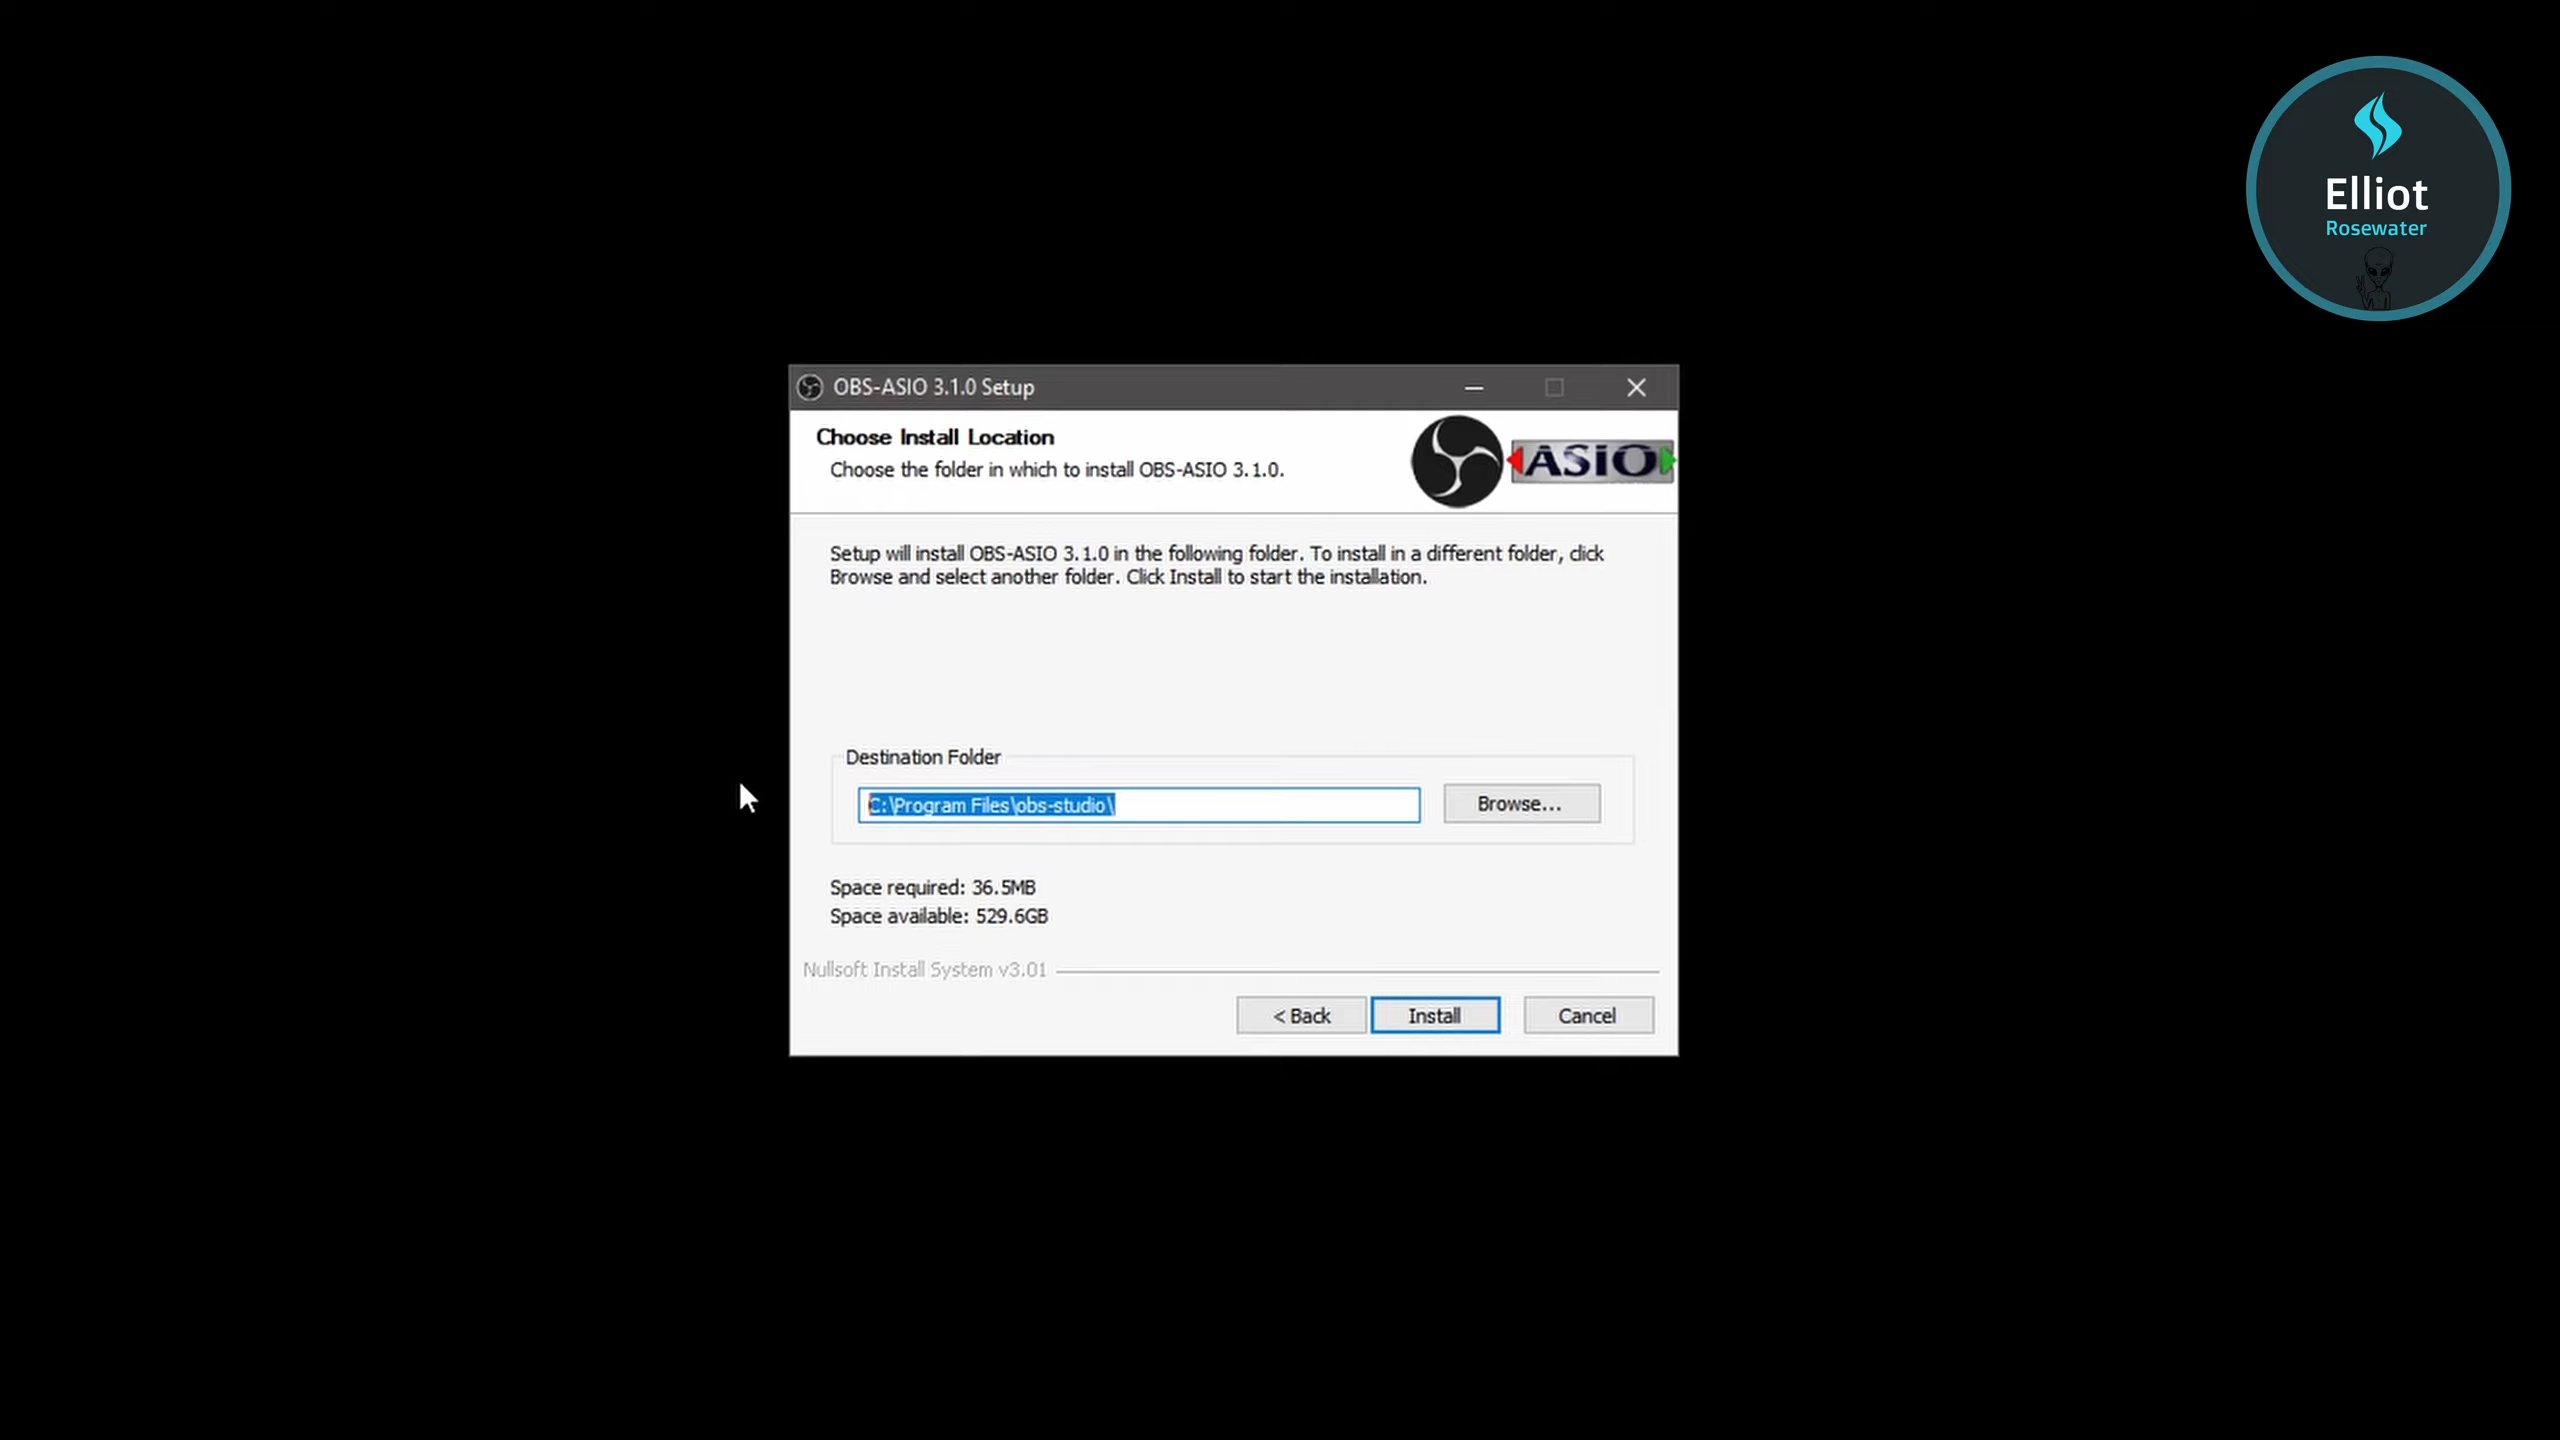 Elliot
Rosewater
OBS-ASIO 3.1.0 Setup
Choose Install Location
Choose the folder in which to install OBS-ASIO 3.1.0.
ASIO
Setup will install OBS-ASIO 3.1.0 in the following folder. To install in a different folder, click
Browse and select another folder. Click Install to start the installation.
Destination Folder
C:\Program Files\obs-studio\
Browse...
Space required: 36.5MB
Space available: 529.6GB
Nullsoft Install System v3.01
< Back
Install
Cancel